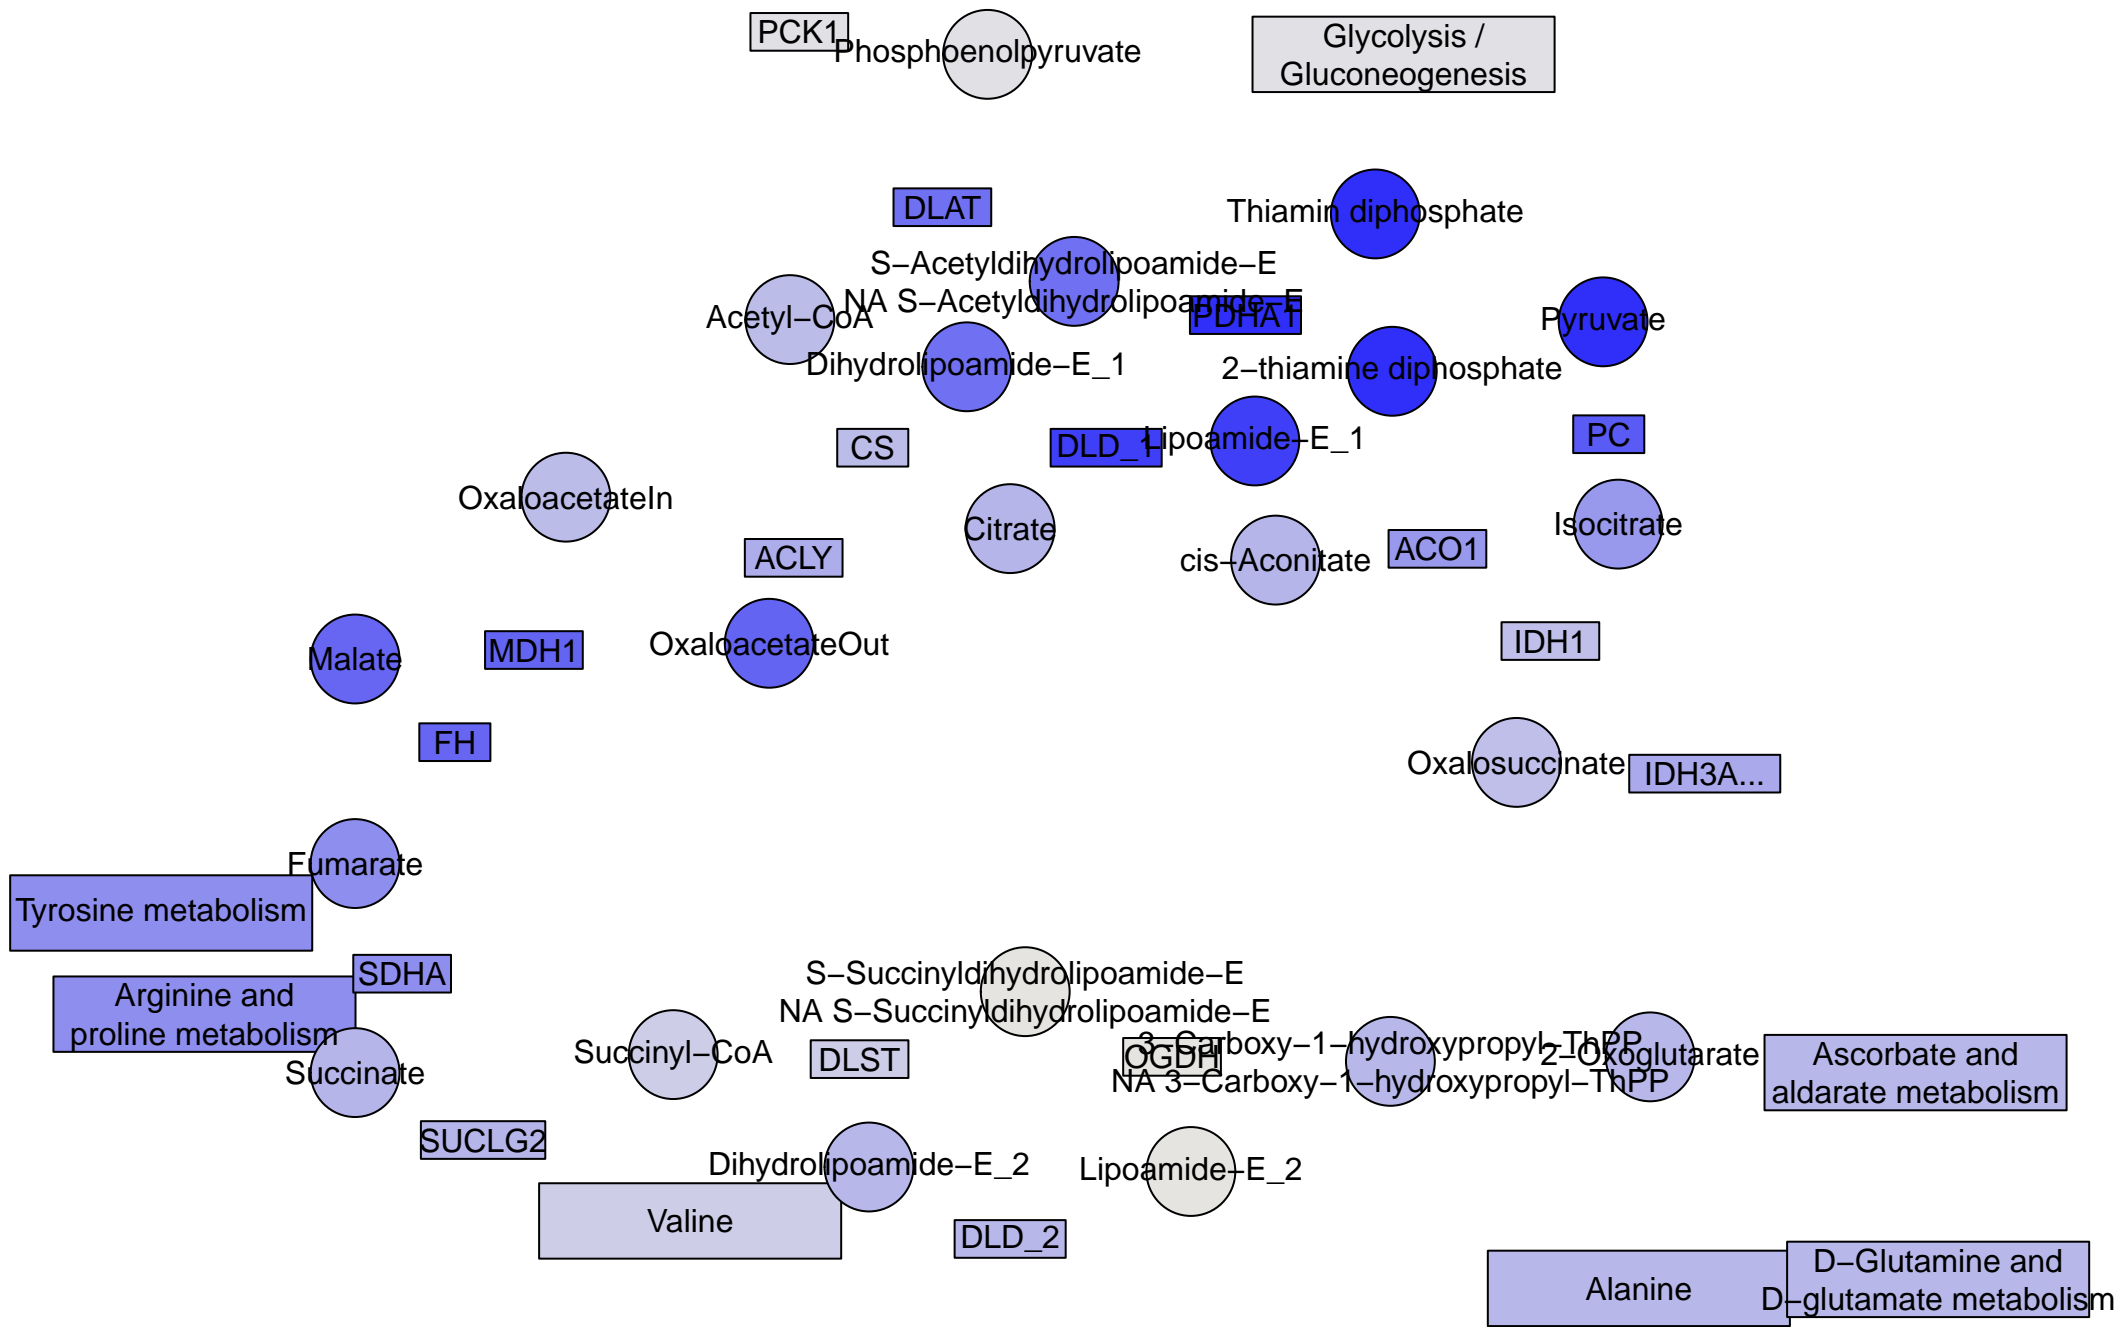 PCK1
Phosphoenolpyruvate
Glycolysis /
Gluconeogenesis
DLAT
Thiamin diphosphate
S−Acetyldihydrolipoamide−E
NA S−Acetyldihydrolipoamide−E
Acetyl−CoA
PDHA1
Pyruvate
Dihydrolipoamide−E_1
2−thiamine diphosphate
CS
DLD_1
Lipoamide−E_1
PC
OxaloacetateIn
Citrate
Isocitrate
ACLY
cis−Aconitate
ACO1
Malate
MDH1
OxaloacetateOut
IDH1
FH
Oxalosuccinate
IDH3A...
Fumarate
Tyrosine metabolism
SDHA
Arginine and
proline metabolism
S−Succinyldihydrolipoamide−E
NA S−Succinyldihydrolipoamide−E
Succinate
Succinyl−CoA
DLST
OGDH
3−Carboxy−1−hydroxypropyl−ThPP
NA 3−Carboxy−1−hydroxypropyl−ThPP
2−Oxoglutarate
Ascorbate and
aldarate metabolism
SUCLG2
Dihydrolipoamide−E_2
Lipoamide−E_2
Valine
DLD_2
Alanine
D−Glutamine and
D−glutamate metabolism